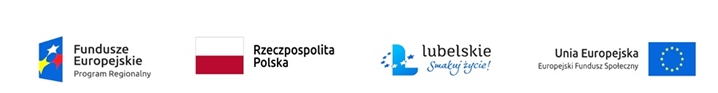 Fundusze
Europejskie
Program Regionalny
Rzeczpospolita
Polska
lubelskie
Smakuj życie!
Unia Europejska
Europejski Fundusz Społeczny